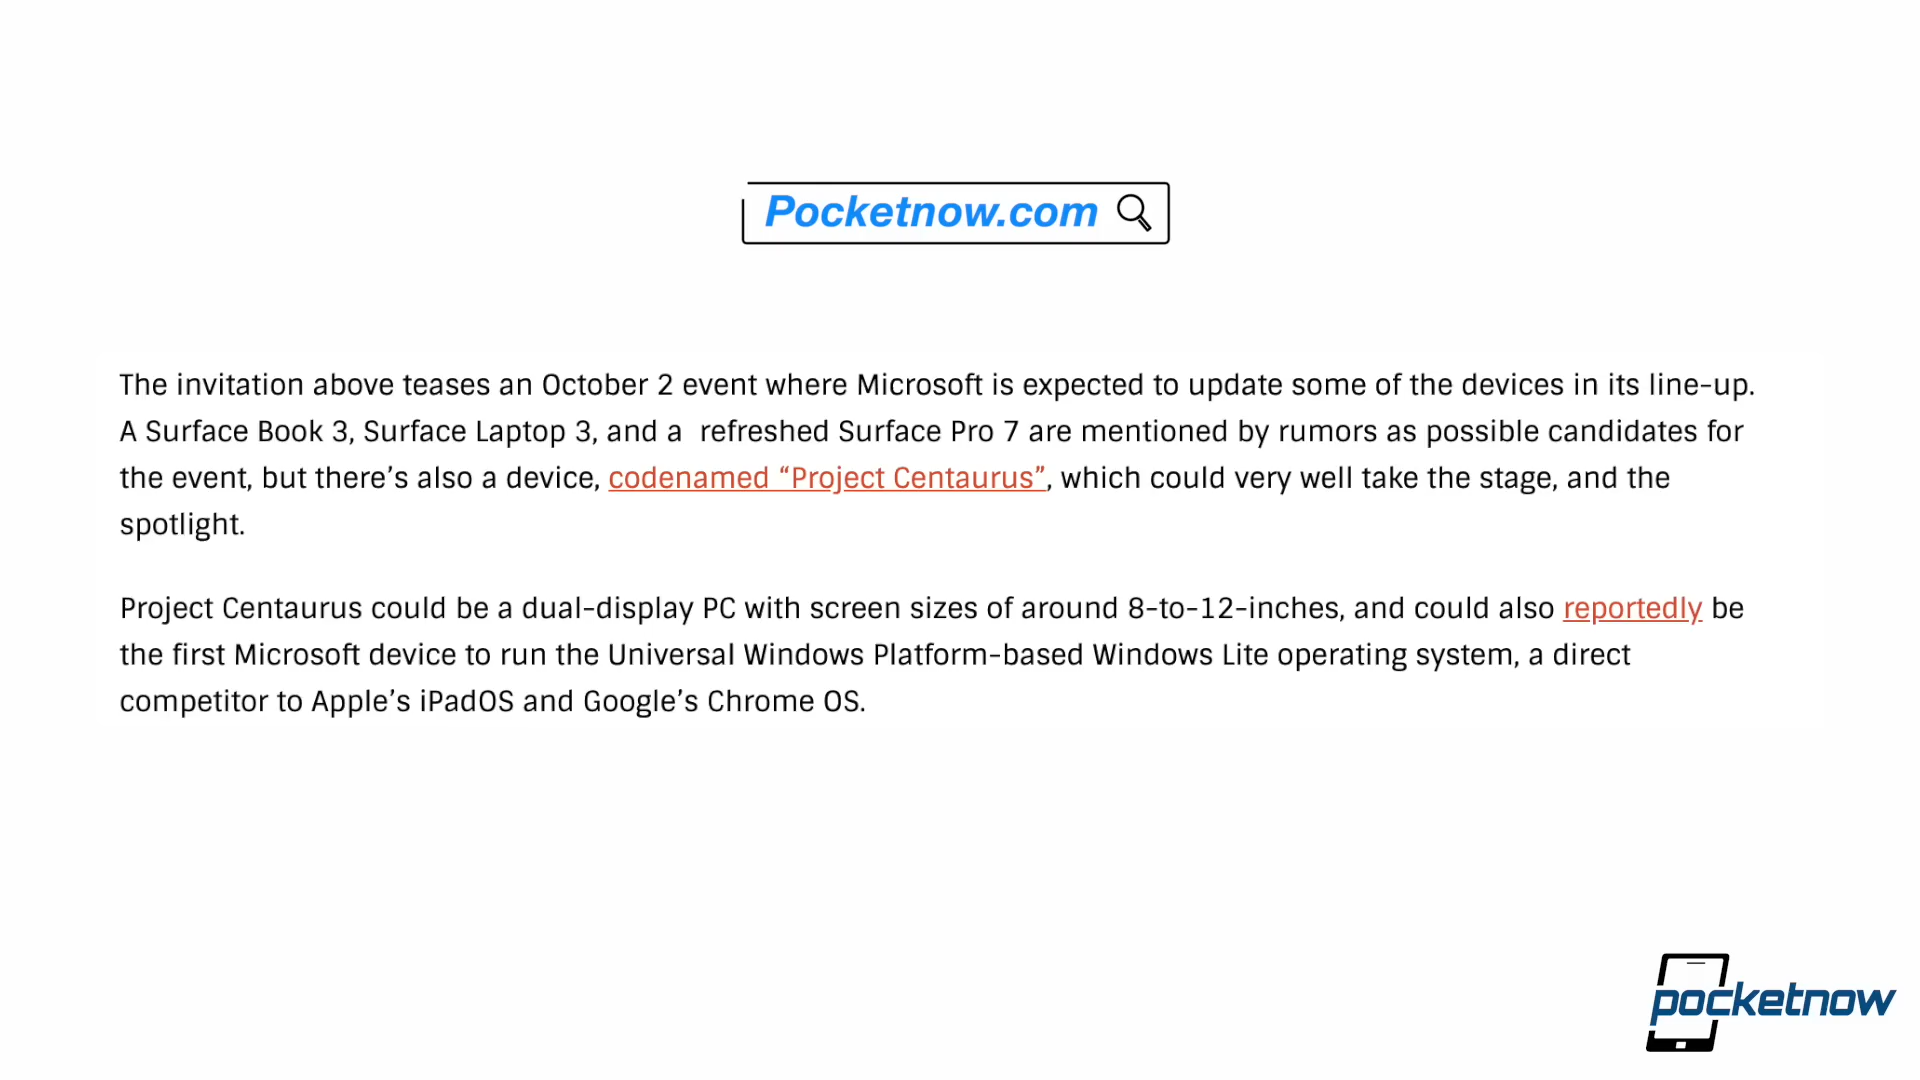 Pocketnow.com
The invitation above teases an October 2 event where Microsoft is expected to update some of the devices in its line-up.
A Surface Book 3, Surface Laptop 3, and a  refreshed Surface Pro 7 are mentioned by rumors as possible candidates for
the event, but there’s also a device, codenamed “Project Centaurus”, which could very well take the stage, and the
spotlight.
Project Centaurus could be a dual-display PC with screen sizes of around 8-to-12-inches, and could also reportedly be
the first Microsoft device to run the Universal Windows Platform-based Windows Lite operating system, a direct
competitor to Apple’s iPadOS and Google’s Chrome OS.
pocketnow